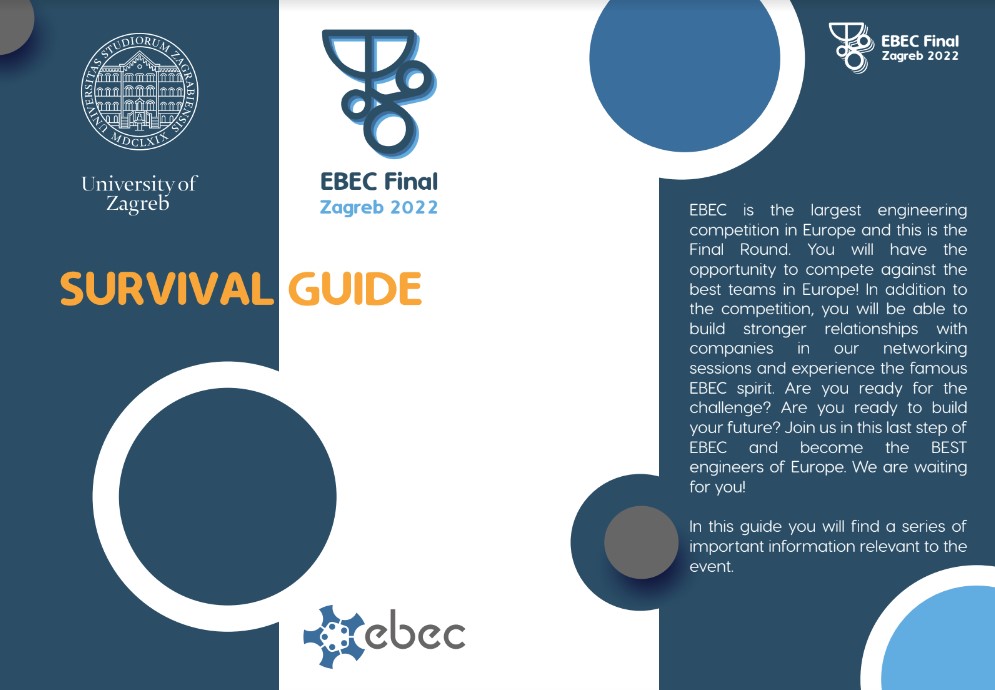 UNIVERSITAS STUDIORUM ZAGRABIENSIS
MDCLXIX
University of
Zagreb
EBEC Final
Zagreb 2022
SURVIVAL GUIDE
ebec
EBEC Final
Zagreb 2022
EBEC is the largest engineering
competition in Europe and this is the
Final Round. You will have the
opportunity to compete against the
best teams in Europe! In addition to
the competition, you will be able to
build stronger relationships with
companies in our networking
sessions and experience the famous
EBEC spirit. Are you ready for the
challenge? Are you ready to build
your future? Join us in this last step of
EBEC and become the BEST
engineers of Europe. We are waiting
for you!
In this guide you will find a series of
important information relevant to the
event.